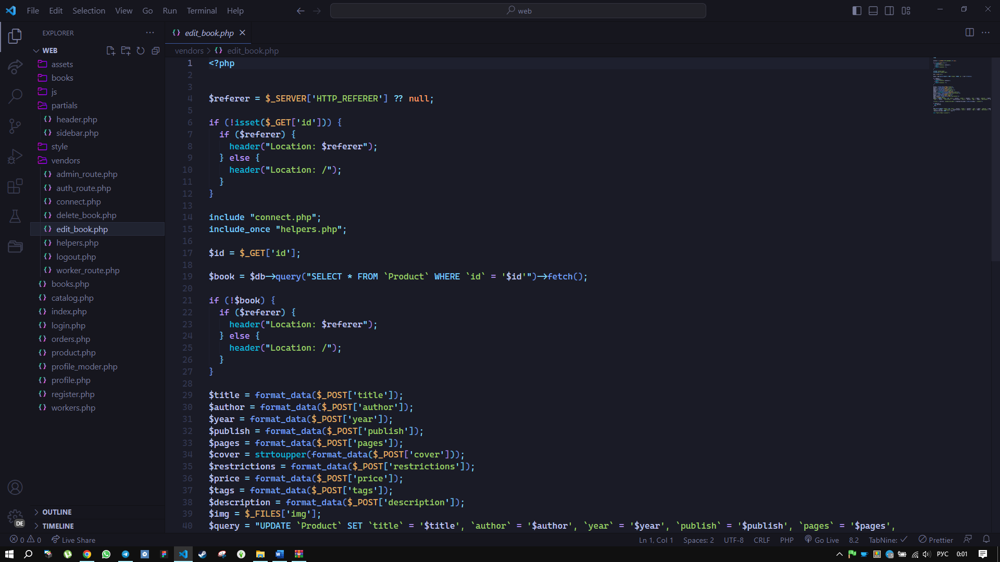 File Edit Selection View Go Run Terminal Help
web
EXPLORER
edit_book.php
WEB
vendors > edit_book.php
assets
books
js
partials
header.php
sidebar.php
style
vendors
admin_route.php
auth_route.php
connect.php
delete_book.php
edit_book.php
helpers.php
logout.php
worker_route.php
books.php
catalog.php
index.php
login.php
orders.php
product.php
profile_moder.php
profile.php
register.php
workers.php
OUTLINE
TIMELINE
DE
1 <?php
2
3
4 $referer = $_SERVER['HTTP_REFERER'] ?? null;
5
6 if (!isset($_GET['id'])) {
7 if ($referer) {
8 header("Location: $referer");
9 } else {
10 header("Location: /");
11 }
12 }
13
14 include "connect.php";
15 include_once "helpers.php";
16
17 $id = $_GET['id'];
18
19 $book = $db->query("SELECT * FROM `Product` WHERE `id` = '$id'")->fetch();
20
21 if (!$book) {
22 if ($referer) {
23 header("Location: $referer");
24 } else {
25 header("Location: /");
26 }
27 }
28
29 $title = format_data($_POST['title']);
30 $author = format_data($_POST['author']);
31 $year = format_data($_POST['year']);
32 $publish = format_data($_POST['publish']);
33 $pages = format_data($_POST['pages']);
34 $cover = strtoupper(format_data($_POST['cover']));
35 $restrictions = format_data($_POST['restrictions']);
36 $price = format_data($_POST['price']);
37 $tags = format_data($_POST['tags']);
38 $description = format_data($_POST['description']);
39 $img = $_FILES['img'];
40 $query = "UPDATE `Product` SET `title` = '$title', `author` = '$author', `year` = '$year', `publish` = '$publish', `pages` = '$pages',
0 0 Live Share
Ln 1, Col 1 Spaces: 2 UTF-8 CRLF PHP Go Live 8.2 TabNine: Prettier
РУС 0:01